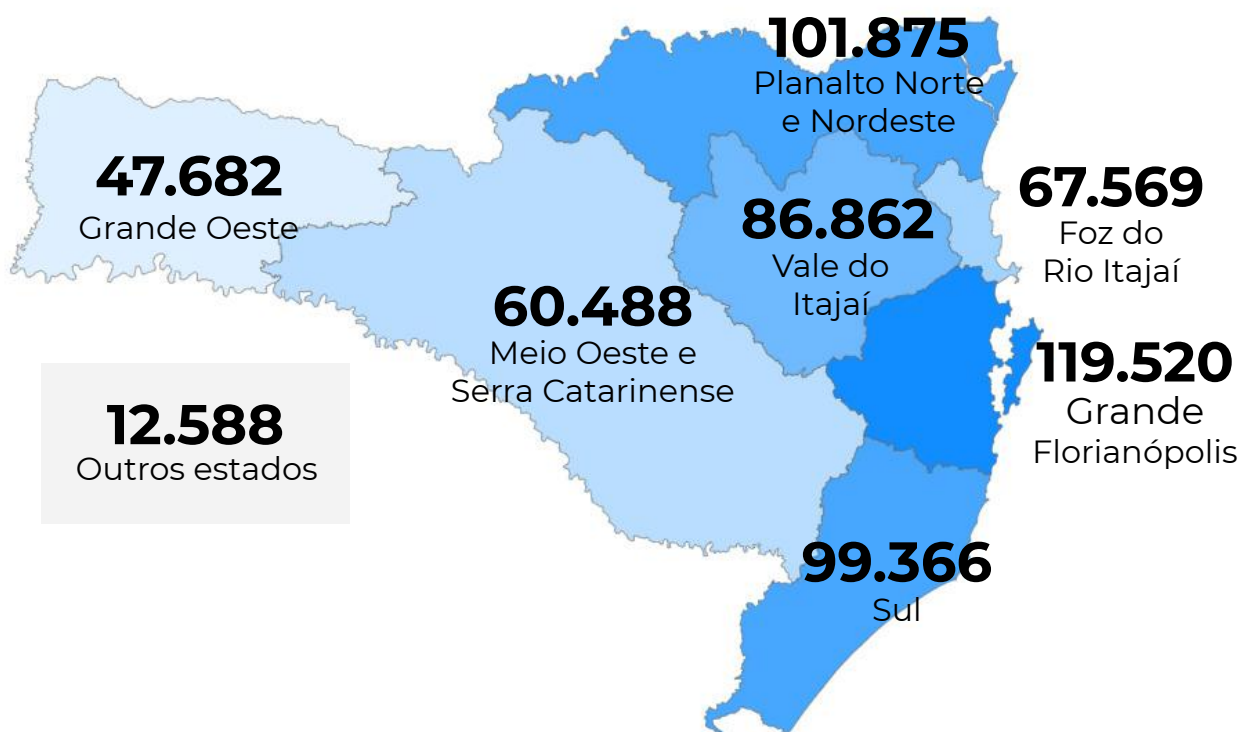 101.875
Planalto Norte
e Nordeste
47.682
Grande Oeste
67.569
Foz do
Rio Itajaí
86.862
Vale do
Itajaí
60.488
Meio Oeste e
Serra Catarinense
119.520
Grande
Florianópolis
12.588
Outros estados
99.366
Sul